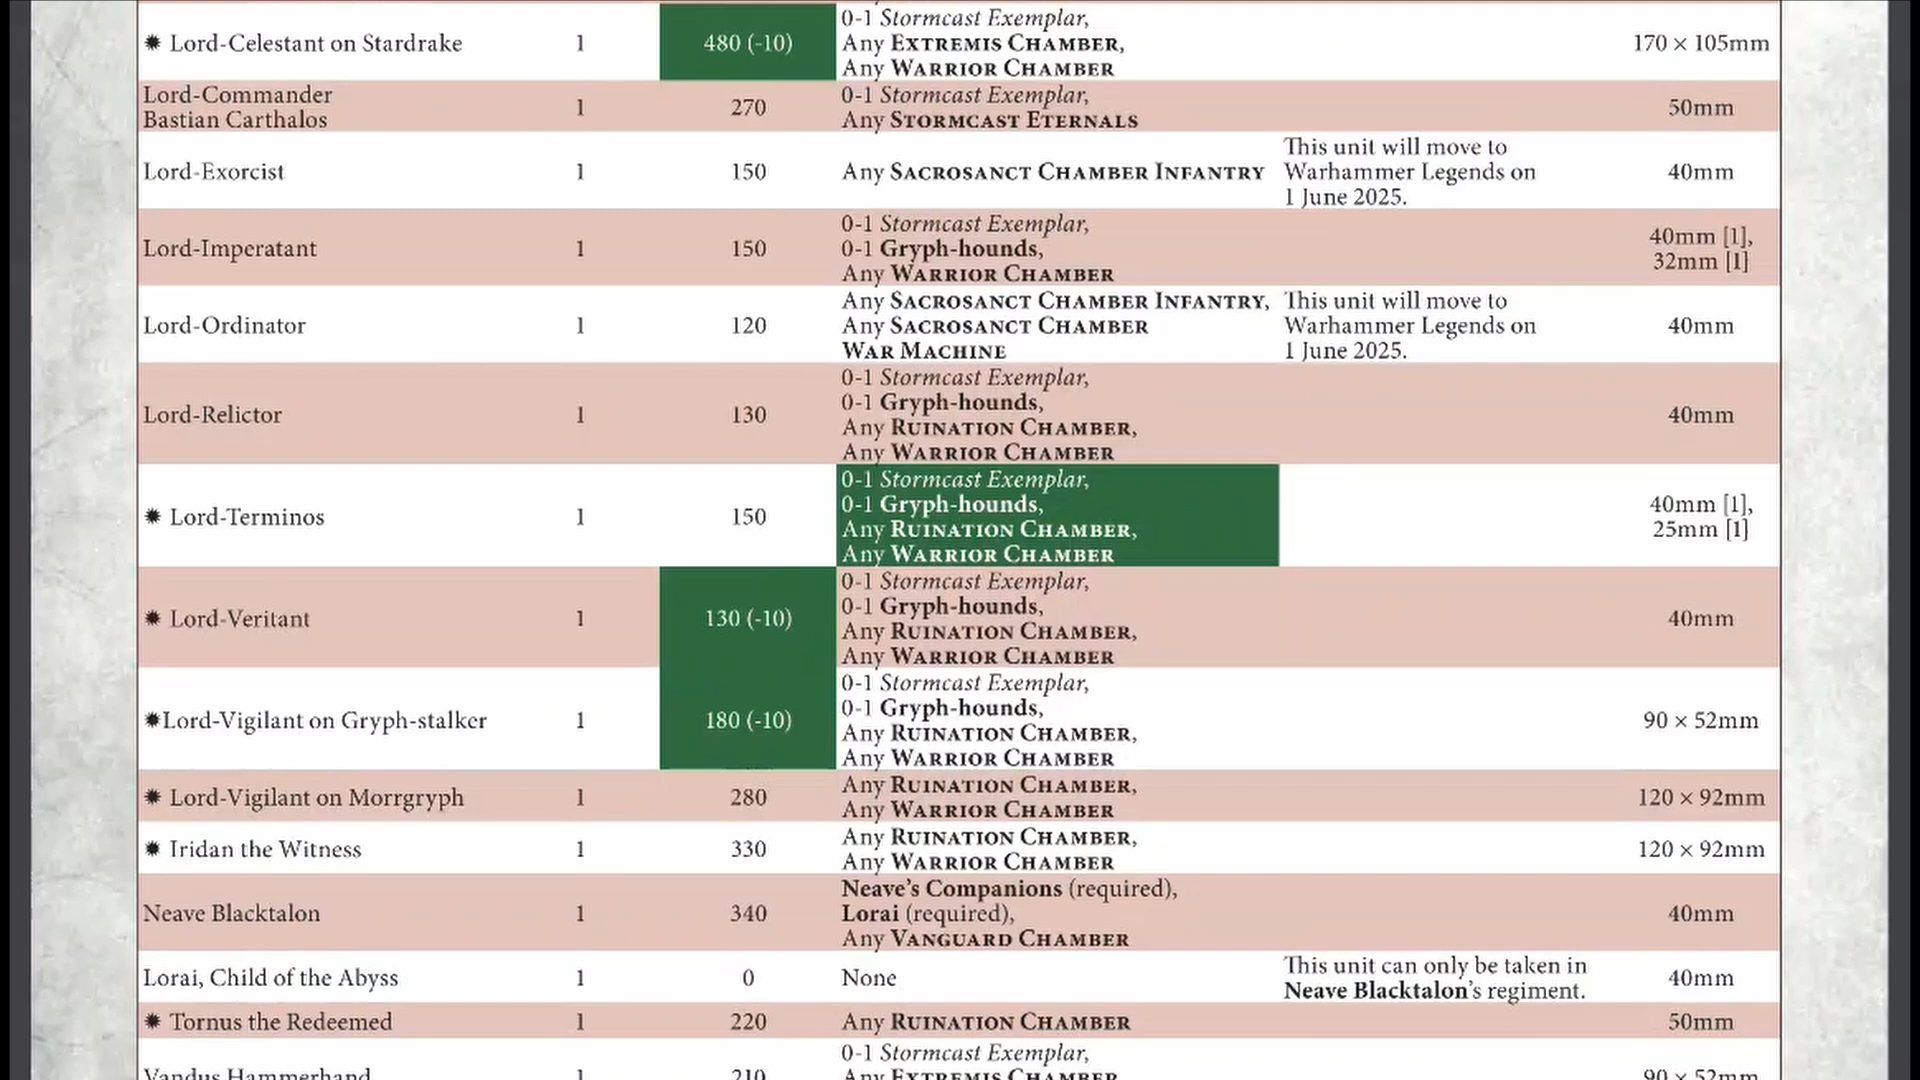 ✹ Lord-Celestant on Stardrake 1 480 (-10) 0-1 Stormcast Exemplar, 170 × 105mm
Any EXTREMIS CHAMBER,
Any WARRIOR CHAMBER
Lord-Commander 1 270 0-1 Stormcast Exemplar, 50mm
Bastian Carthalos Any STORMCAST ETERNALS
This unit will move to
Lord-Exorcist 1 150 Any SACROSANCT CHAMBER INFANTRY Warhammer Legends on 40mm
1 June 2025.
0-1 Stormcast Exemplar, 40mm [1],
Lord-Imperatant 1 150 0-1 Gryph-hounds, 32mm [1]
Any WARRIOR CHAMBER
Any SACROSANCT CHAMBER INFANTRY, This unit will move to
Lord-Ordinator 1 120 Any SACROSANCT CHAMBER Warhammer Legends on 40mm
WAR MACHINE 1 June 2025.
0-1 Stormcast Exemplar,
Lord-Relictor 1 130 0-1 Gryph-hounds, 40mm
Any RUINATION CHAMBER,
Any WARRIOR CHAMBER
0-1 Stormcast Exemplar,
✹ Lord-Terminos 1 150 0-1 Gryph-hounds, 40mm [1],
Any RUINATION CHAMBER, 25mm [1]
Any WARRIOR CHAMBER
0-1 Stormcast Exemplar,
✹ Lord-Veritant 1 130 (-10) 0-1 Gryph-hounds, 40mm
Any RUINATION CHAMBER,
Any WARRIOR CHAMBER
0-1 Stormcast Exemplar,
✹Lord-Vigilant on Gryph-stalker 1 180 (-10) 0-1 Gryph-hounds, 90 × 52mm
Any RUINATION CHAMBER,
Any WARRIOR CHAMBER
✹ Lord-Vigilant on Morrgryph 1 280 Any RUINATION CHAMBER, 120 × 92mm
Any WARRIOR CHAMBER
✹ Iridan the Witness 1 330 Any RUINATION CHAMBER, 120 × 92mm
Any WARRIOR CHAMBER
Neave's Companions (required),
Neave Blacktalon 1 340 Lorai (required), 40mm
Any VANGUARD CHAMBER
Lorai, Child of the Abyss 1 0 None This unit can only be taken in 40mm
Neave Blacktalon's regiment.
✹ Tornus the Redeemed 1 220 Any RUINATION CHAMBER 50mm
0-1 Stormcast Exemplar,
Vandus Hammerhand 1 210 Any EXTREMIS CHAMBER, 90 × 52mm